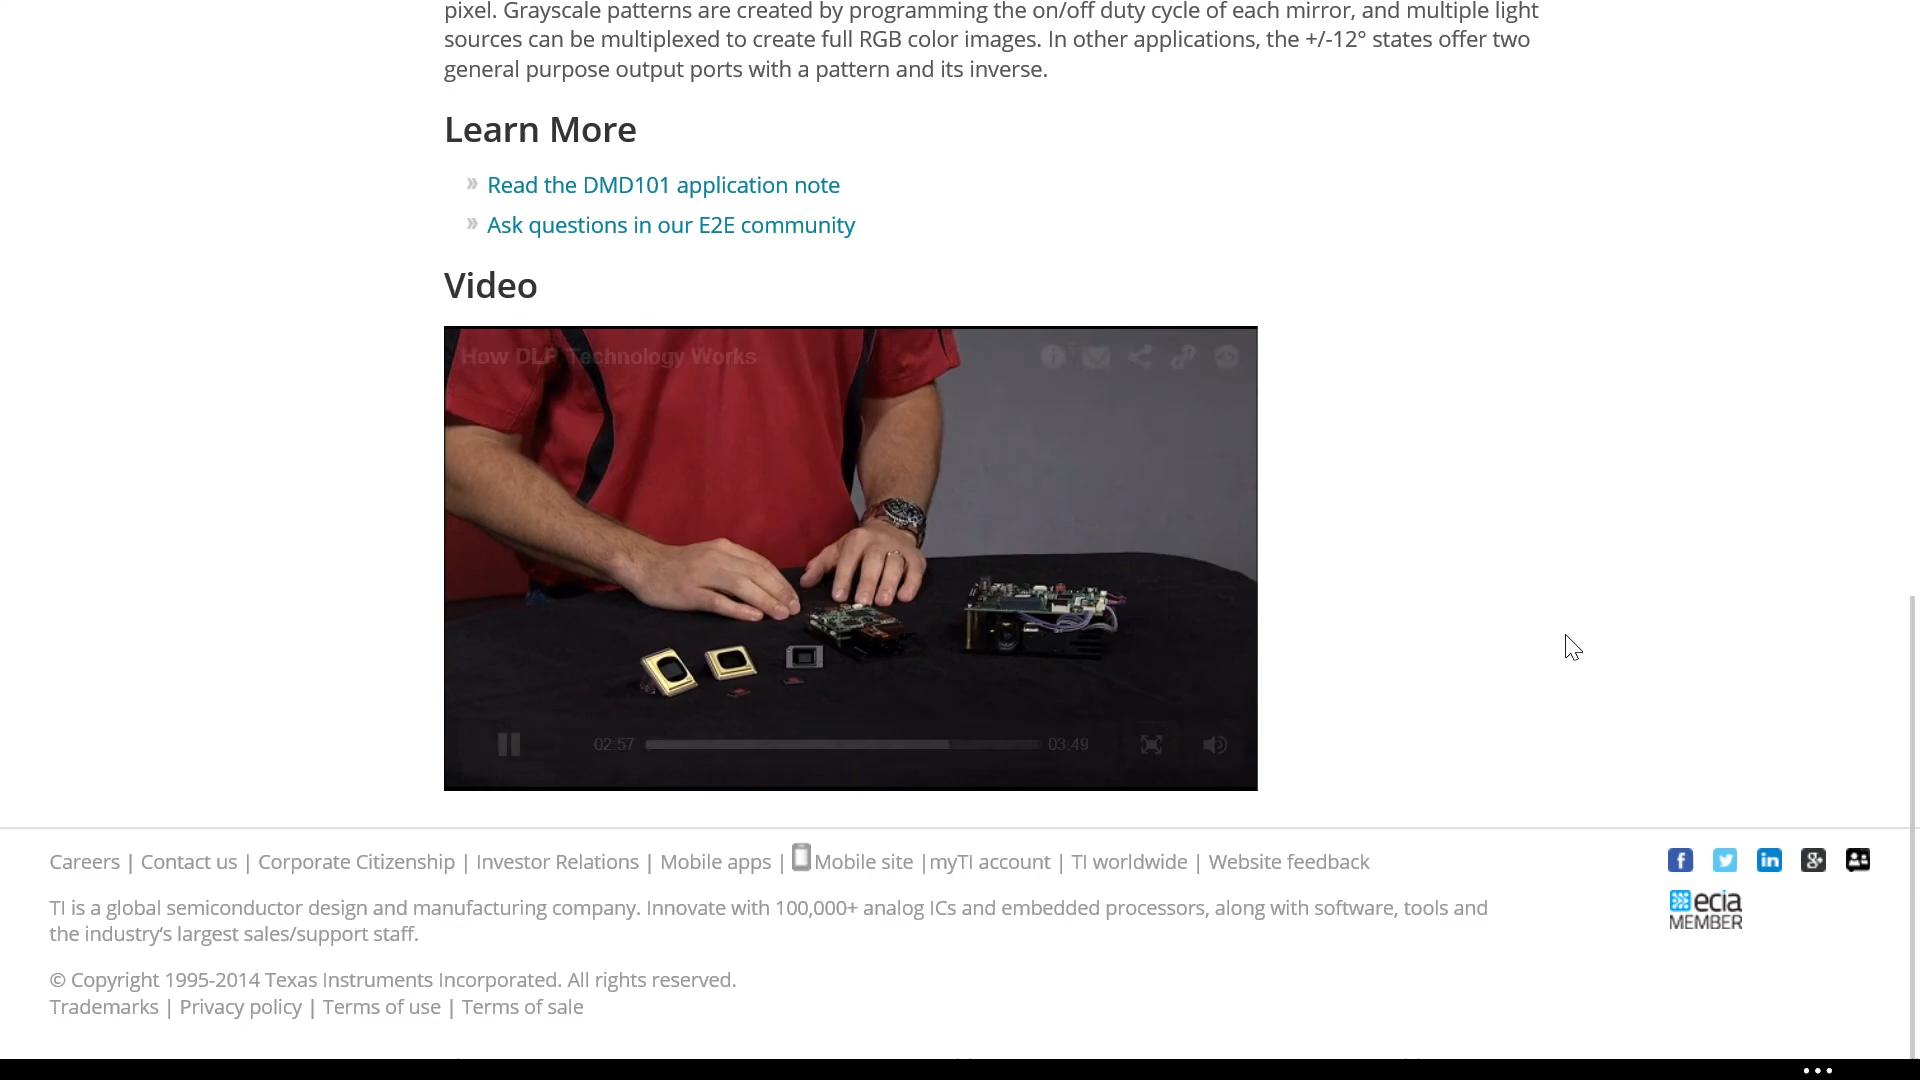 pixel. Grayscale patterns are created by programming the on/off duty cycle of each mirror, and multiple light
sources can be multiplexed to create full RGB color images. In other applications, the +/-12° states offer two
general purpose output ports with a pattern and its inverse.
Learn More
» Read the DMD101 application note
» Ask questions in our E2E community
Video
How DLP Technology Works
02:57 03:49
Careers | Contact us | Corporate Citizenship | Investor Relations | Mobile apps | Mobile site |myTI account | TI worldwide | Website feedback
TI is a global semiconductor design and manufacturing company. Innovate with 100,000+ analog ICs and embedded processors, along with software, tools and
the industry's largest sales/support staff.
ecia
MEMBER
© Copyright 1995-2014 Texas Instruments Incorporated. All rights reserved.
Trademarks | Privacy policy | Terms of use | Terms of sale